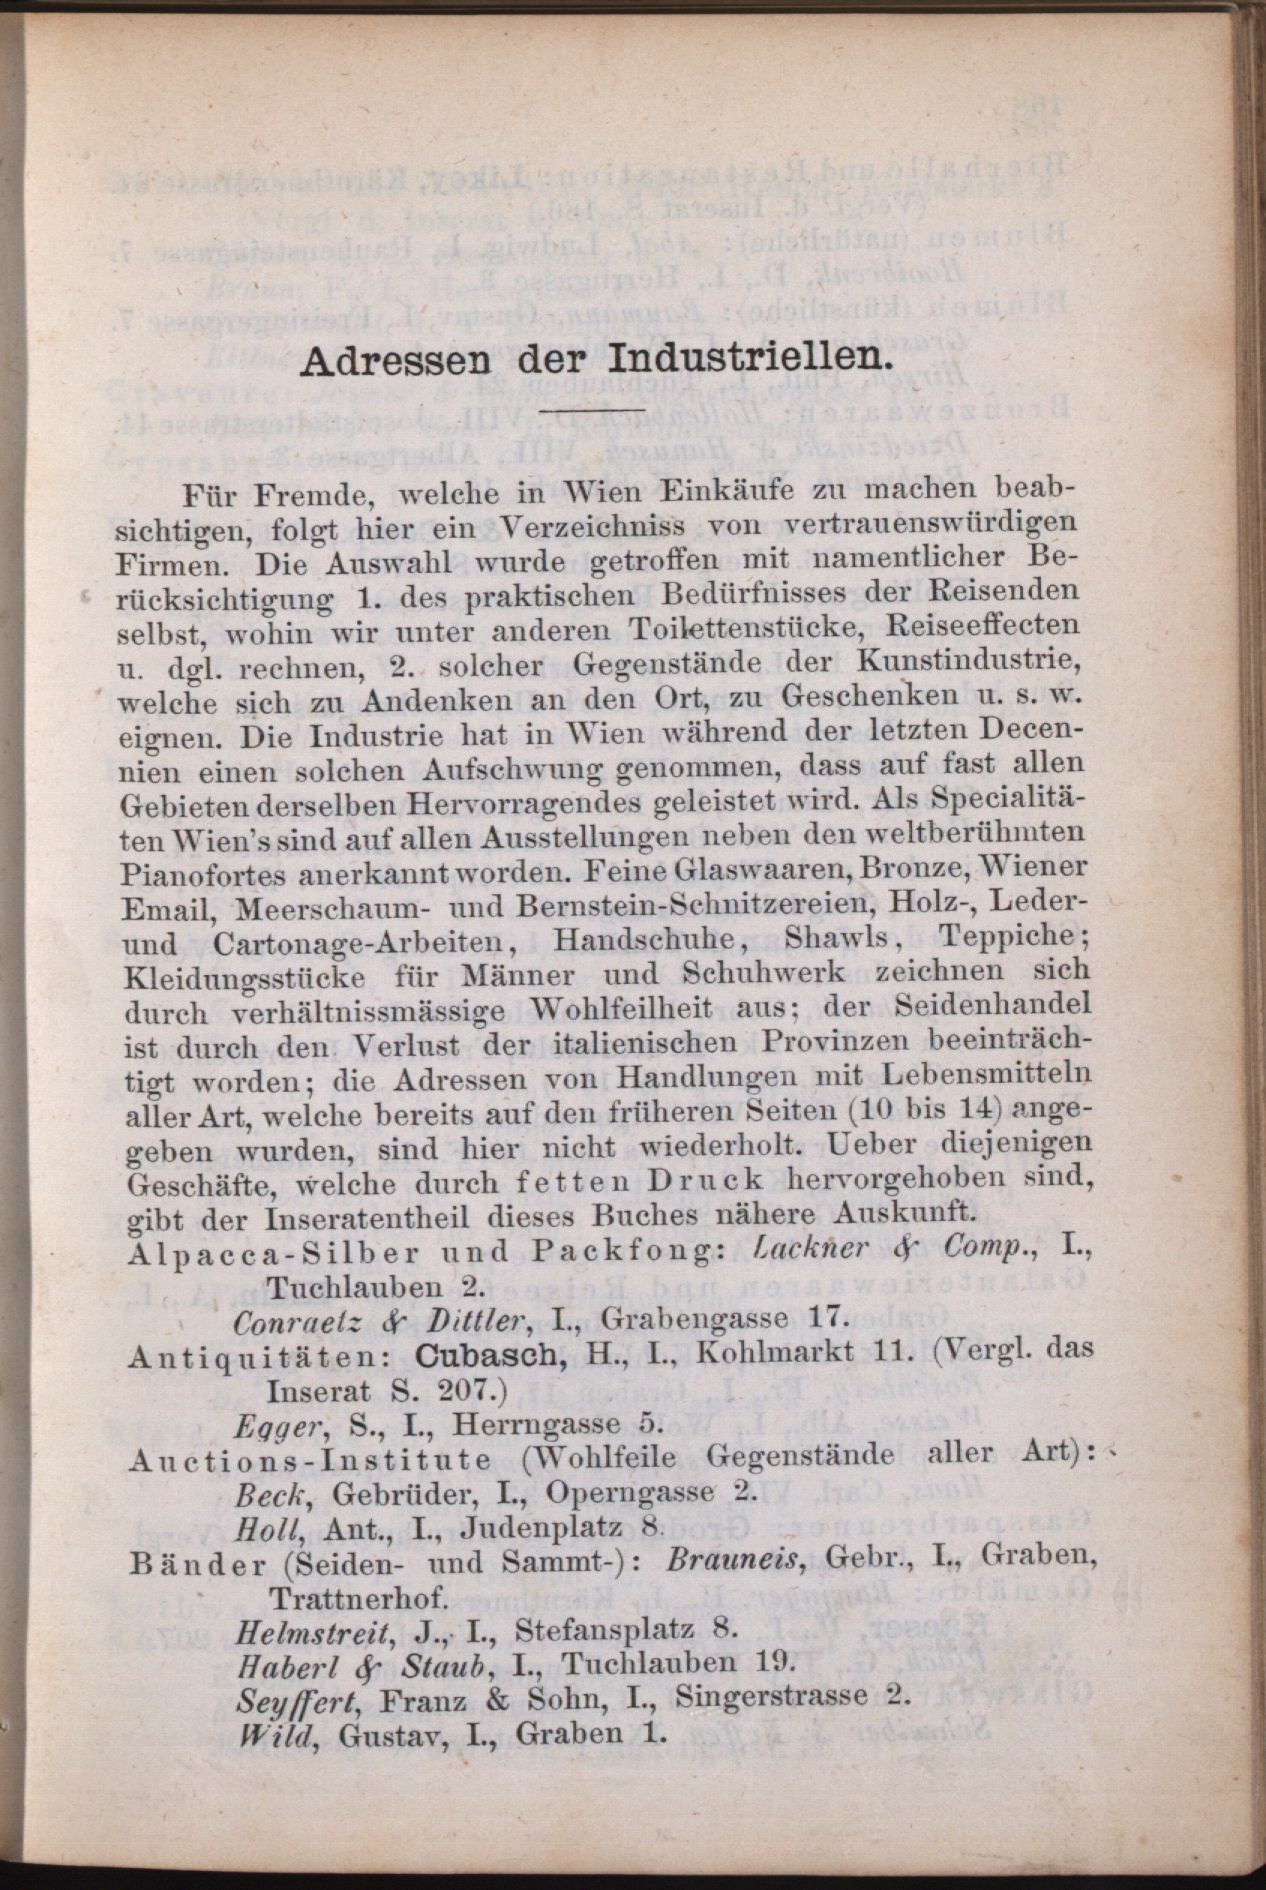 Adressen der Industriellen.
Für Fremde, welche in Wien Einkäufe zu machen beab-
sichtigen, folgt hier ein Verzeichniss von vertrauenswürdigen
Firmen. Die Auswahl wurde getroffen mit namentlicher Be-
rücksichtigung 1. des praktischen Bedürfnisses der Reisenden
selbst, wohin wir unter anderen Toilettenstücke, Reiseeffecten
u. dgl. rechnen, 2. solcher Gegenstände der Kunstindustrie,
welche sich zu Andenken an den Ort, zu Geschenken u. s. w.
eignen. Die Industrie hat in Wien während der letzten Decen-
nien einen solchen Aufschwung genommen, dass auf fast allen
Gebieten derselben Hervorragendes geleistet wird. Als Specialitä-
ten Wien's sind auf allen Ausstellungen neben den weltberühmten
Pianofortes anerkannt worden. Feine Glaswaaren, Bronze, Wiener
Email, Meerschaum- und Bernstein-Schnitzereien, Holz-, Leder-
und Cartonage-Arbeiten, Handschuhe, Shawls, Teppiche;
Kleidungsstücke für Männer und Schuhwerk zeichnen sich
durch verhältnissmässige Wohlfeilheit aus; der Seidenhandel
ist durch den Verlust der italienischen Provinzen beeinträch-
tigt worden; die Adressen von Handlungen mit Lebensmitteln
aller Art, welche bereits auf den früheren Seiten (10 bis 14) ange-
geben wurden, sind hier nicht wiederholt. Ueber diejenigen
Geschäfte, welche durch fetten Druck hervorgehoben sind,
gibt der Inseratentheil dieses Buches nähere Auskunft.
Alpacca-Silber und Packfong: Lackner & Comp., I.,
Tuchlauben 2.
Conraetz & Dittler, I., Grabengasse 17.
Antiquitäten: Cubasch, H., I., Kohlmarkt 11. (Vergl. das
Inserat S. 207.)
Egger, S., I., Herrngasse 5.
Auctions-Institute (Wohlfeile Gegenstände aller Art):
Beck, Gebrüder, I., Operngasse 2.
Holl, Ant., I., Judenplatz 8.
Bänder (Seiden- und Sammt-): Brauneis, Gebr., I., Graben,
Trattnerhof.
Helmstreit, J., I., Stefansplatz 8.
Haberl & Staub, I., Tuchlauben 19.
Seyffert, Franz & Sohn, I., Singerstrasse 2.
Wild, Gustav, I., Graben 1.